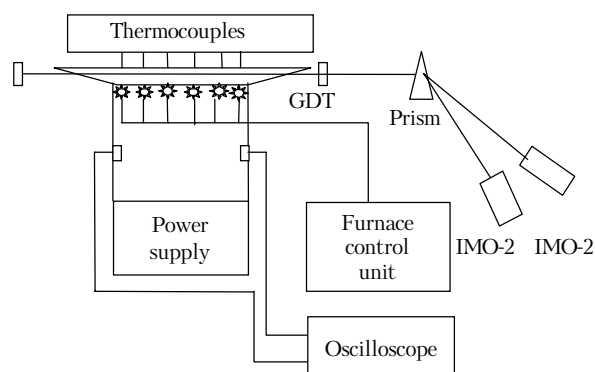 Thermocouples
GDT
Prism
Power
supply
Furnace
control
unit
IMO-2
IMO-2
Oscilloscope